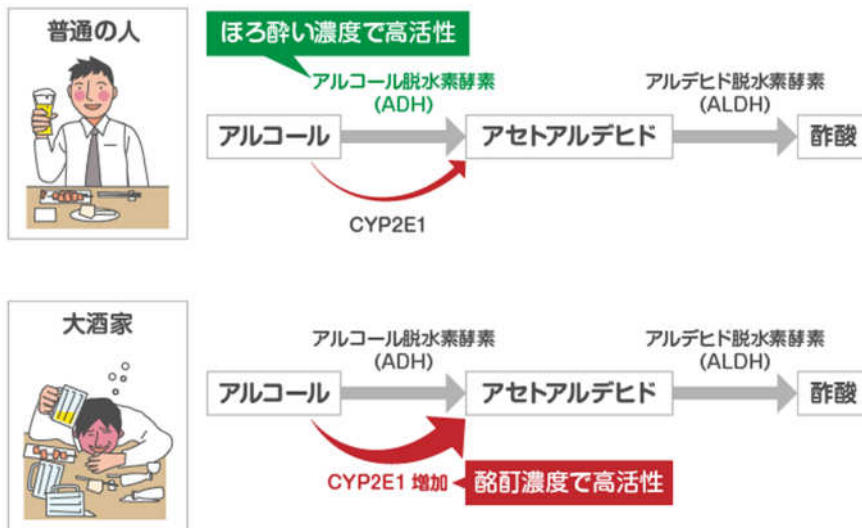 普通の人
ほろ酔い濃度で高活性
アルコール脱水素酵素
(ADH)
アルデヒド脱水素酵素
(ALDH)
アルコール
アセトアルデヒド
酢酸
CYP2E1
大酒家
アルコール脱水素酵素
(ADH)
アルデヒド脱水素酵素
(ALDH)
アルコール
アセトアルデヒド
酢酸
CYP2E1 増加
酩酊濃度で高活性